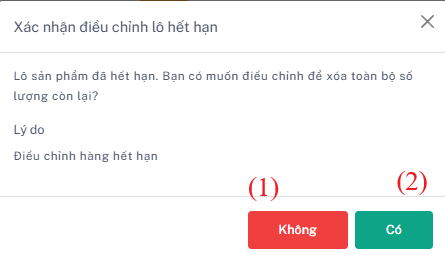 Xác nhận điều chỉnh lô hết hạn
Lô sản phẩm đã hết hạn. Bạn có muốn điều chỉnh để xóa toàn bộ số
lượng còn lại?
Lý do
Điều chỉnh hàng hết hạn
(1) (2)
Không Có